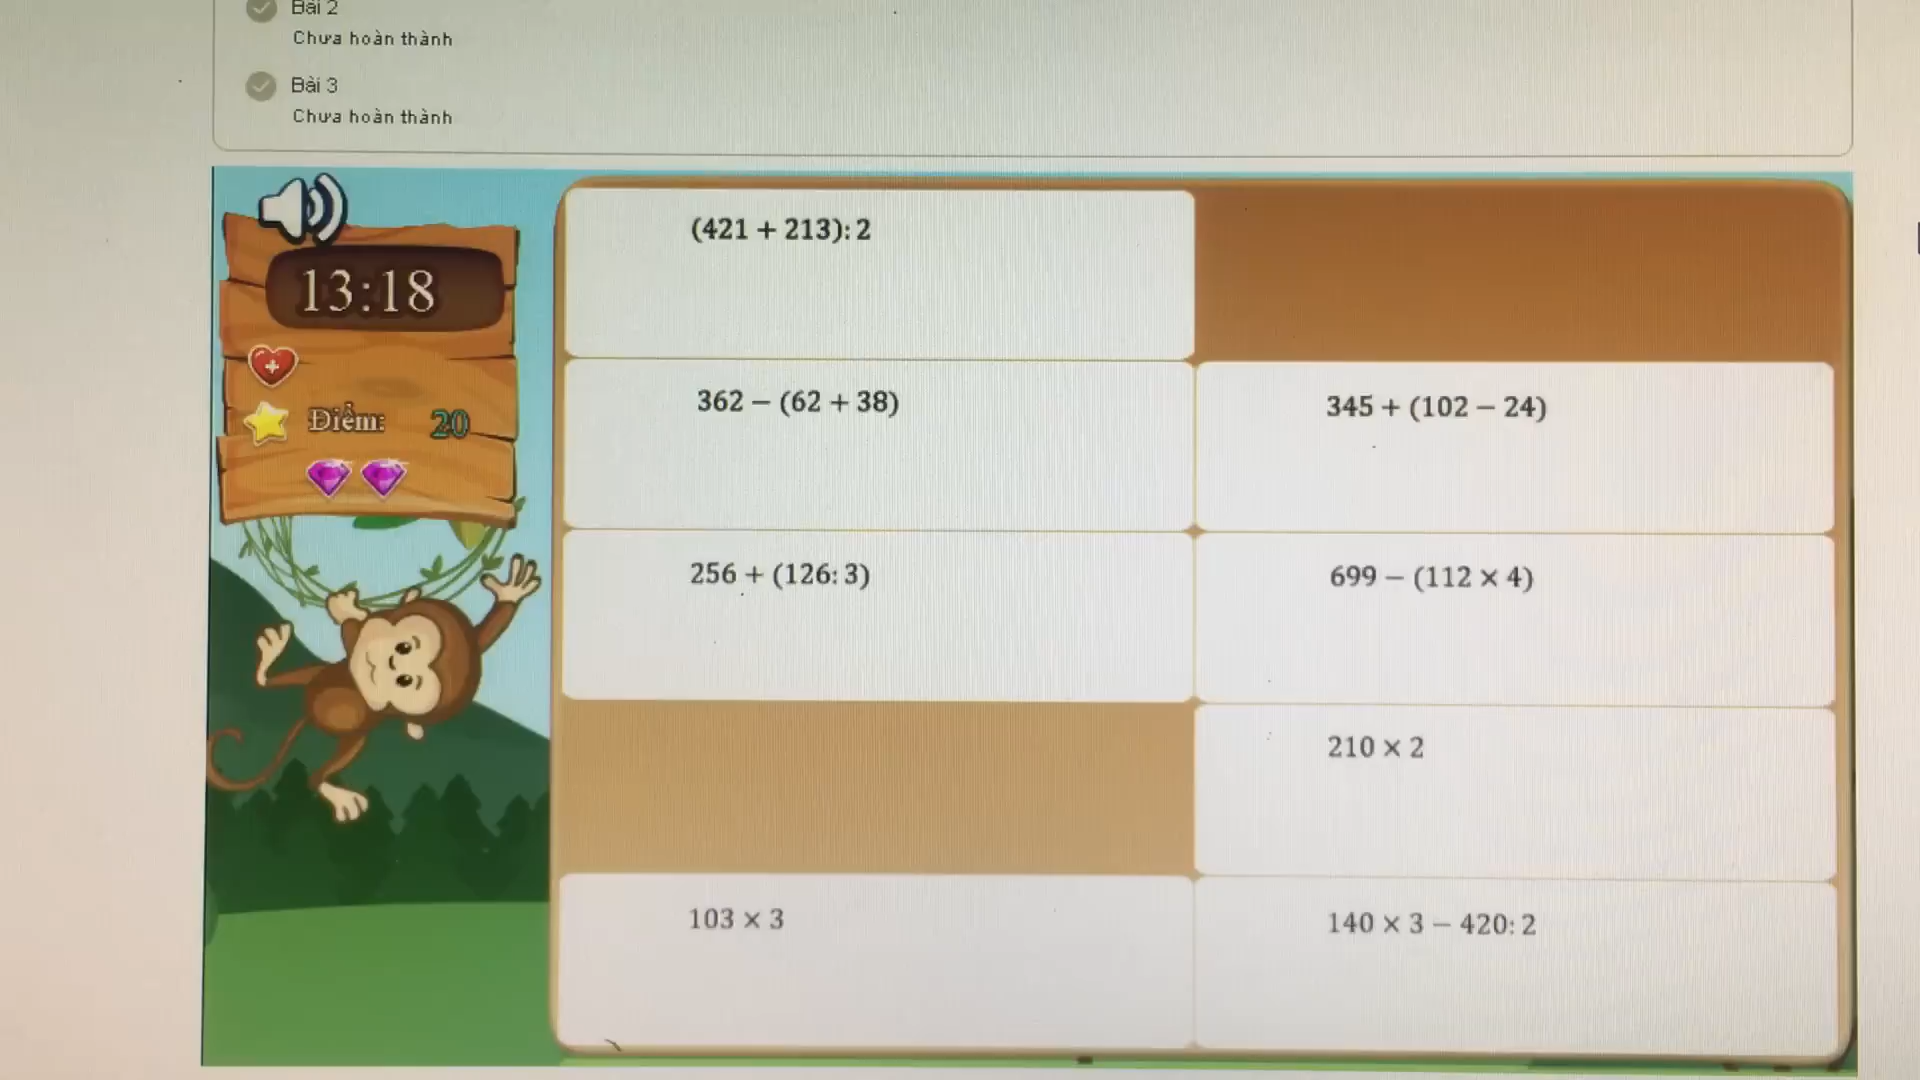 Bài 2
Chưa hoàn thành
Bài 3
Chưa hoàn thành
13:18
Điểm: 20
(421 + 213): 2
362 − (62 + 38)
345 + (102 − 24)
256 + (126: 3)
699 − (112 × 4)
210 × 2
103 × 3
140 × 3 − 420: 2